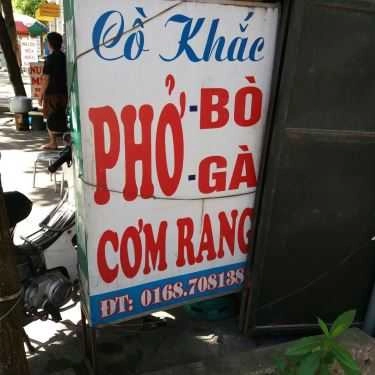 Cồ Khắc
PHỞ -BÒ
-GÀ
CƠM RANG
ĐT: 0168.708138